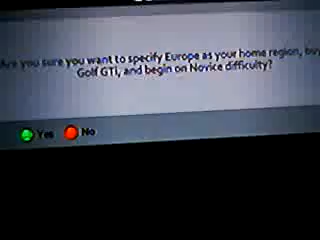 Are you sure you want to specify Europe as your home region, buy
Golf GTi, and begin on Novice difficulty?
Yes No